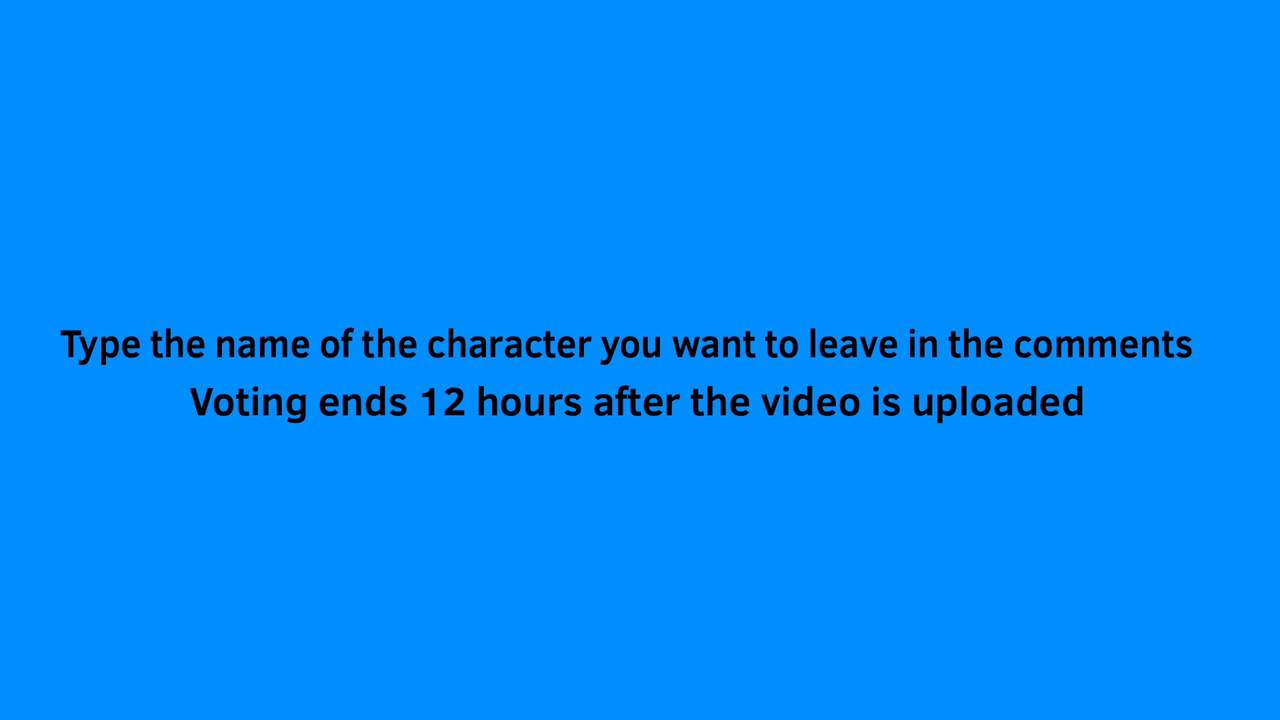 Type the name of the character you want to leave in the comments
Voting ends 12 hours after the video is uploaded